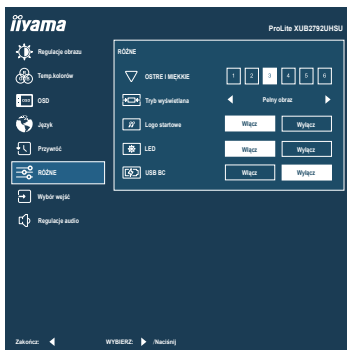 iiyama
ProLite XUB2792UHSU
Regulacje obrazu
Temp.kolorów
OSD
Język
Przywróć
RÓŻNE
Wybór wejść
Regulacje audio
RÓŻNE
OSTRE I MIĘKKIE 1 2 3 4 5 6
Tryb wyświetlana Pełny obraz
Logo startowe Włącz Wyłącz
LED Włącz Wyłącz
USB BC Włącz Wyłącz
Zakończ: WYBIERZ: /Naciśnij